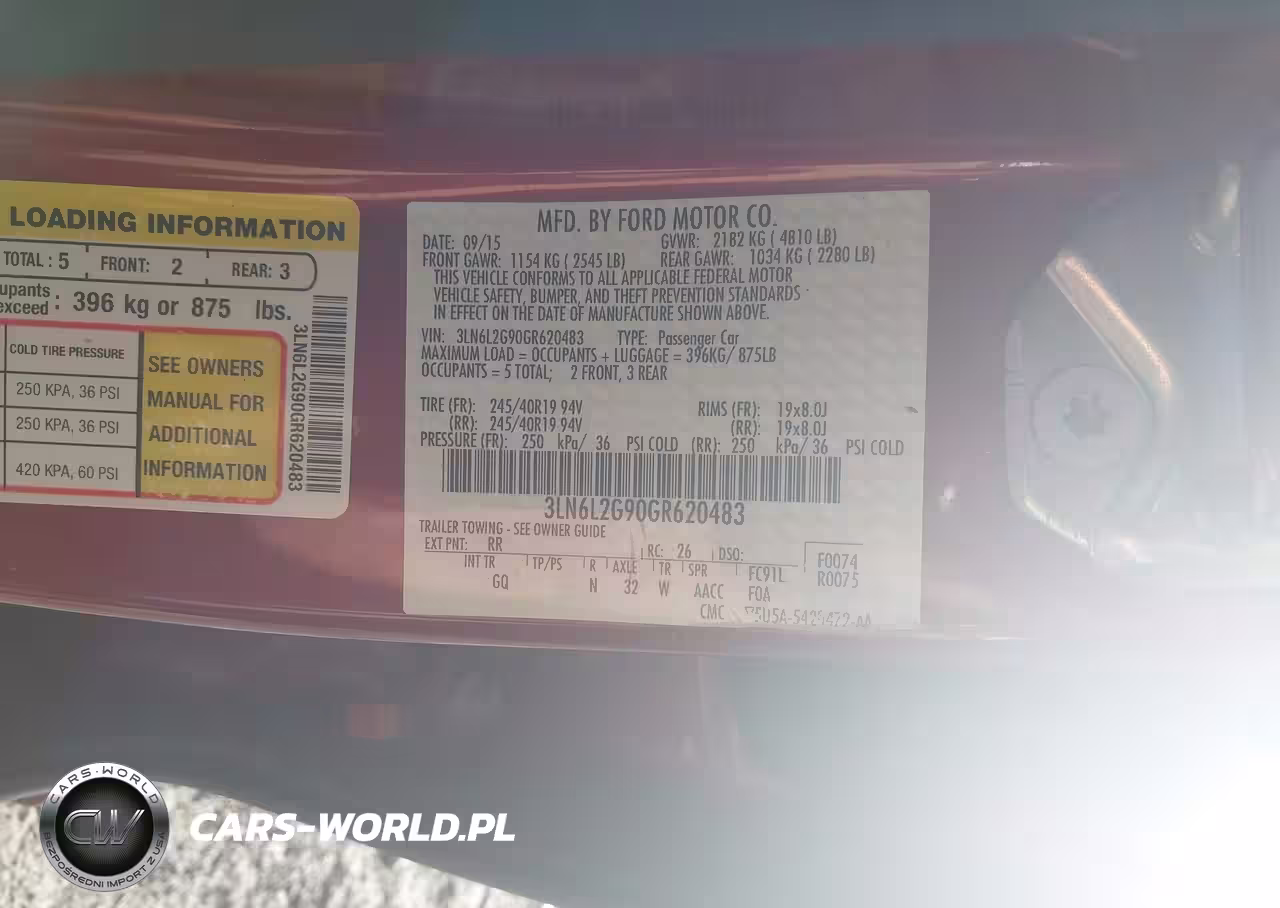 LOADING INFORMATION
TOTAL : 5 FRONT: 2 REAR: 3
upants
exceed : 396 kg or 875 lbs.
COLD TIRE PRESSURE
250 KPA, 36 PSI
250 KPA, 36 PSI
420 KPA, 60 PSI
SEE OWNERS
MANUAL FOR
ADDITIONAL
INFORMATION
3LN6L2G90GR620483
MFD. BY FORD MOTOR CO.
DATE: 09/15 GVWR: 2182 KG ( 4810 LB)
FRONT GAWR: 1154 KG ( 2545 LB) REAR GAWR: 1034 KG ( 2280 LB)
THIS VEHICLE CONFORMS TO ALL APPLICABLE FEDERAL MOTOR
VEHICLE SAFETY, BUMPER, AND THEFT PREVENTION STANDARDS
IN EFFECT ON THE DATE OF MANUFACTURE SHOWN ABOVE.
VIN: 3LN6L2G90GR620483 TYPE: Passenger Car
MAXIMUM LOAD = OCCUPANTS + LUGGAGE = 396KG/ 875LB
OCCUPANTS = 5 TOTAL; 2 FRONT, 3 REAR
TIRE (FR): 245/40R19 94V RIMS (FR): 19x8.0J
(RR): 245/40R19 94V (RR): 19x8.0J
PRESSURE (FR): 250 kPa/ 36 PSI COLD (RR): 250 kPa/ 36 PSI COLD
3LN6L2G90GR620483
TRAILER TOWING - SEE OWNER GUIDE
EXT PNT: RR RC: 26 DSO: F0074
INT TR TP/PS R AXLE TR SPR FC91L R0075
GQ N 32 W AACC FOA
CMC
CARS-WORLD
CW
BEZPOŚREDNI IMPORT Z USA
CARS-WORLD.PL